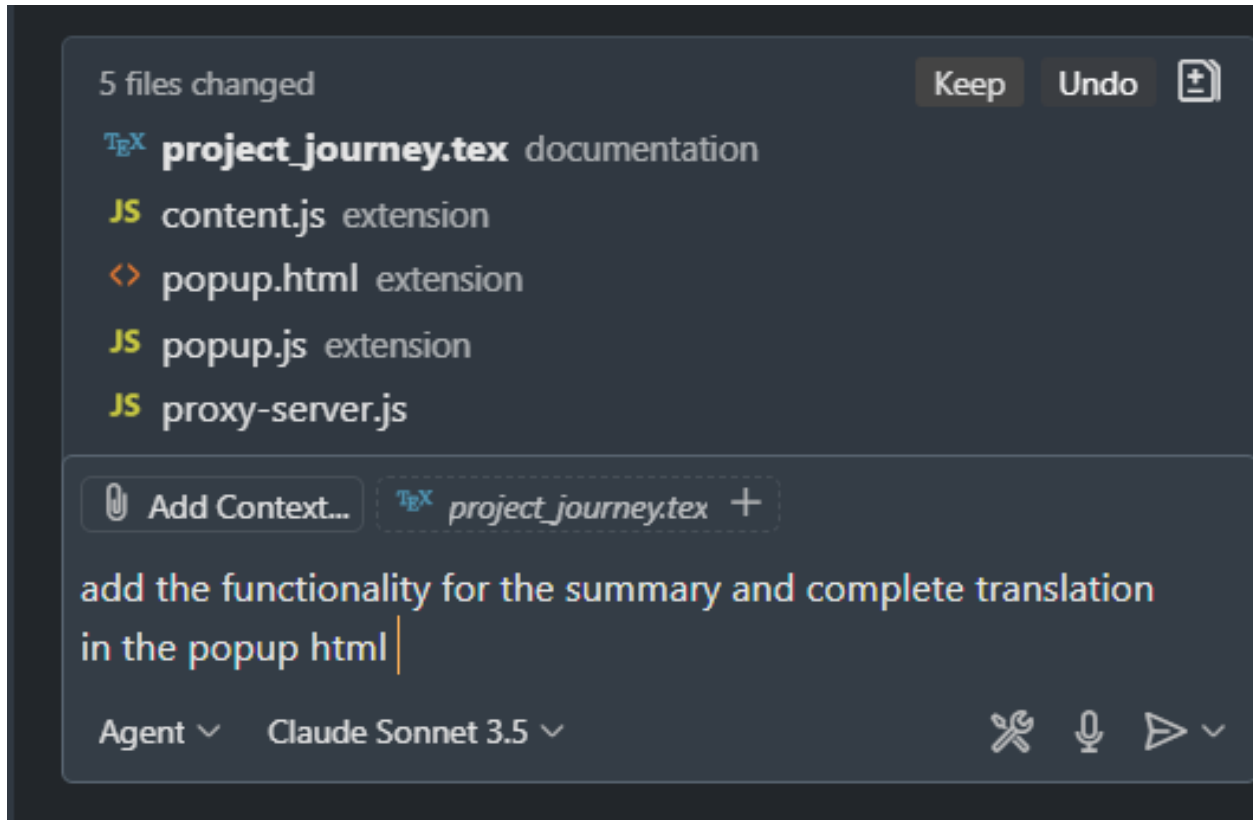 5 files changed Keep Undo
TEX project_journey.tex documentation
JS content.js extension
<> popup.html extension
JS popup.js extension
JS proxy-server.js
Add Context... TEX project_journey.tex +
add the functionality for the summary and complete translation
in the popup html
Agent Claude Sonnet 3.5